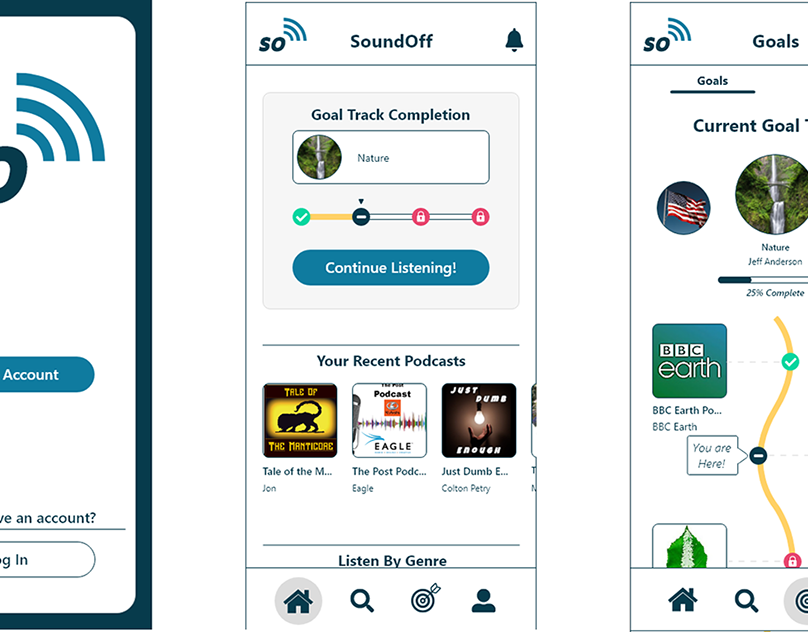 so
Account
ve an account?
og In
so
SoundOff
Goal Track Completion
Nature
Continue Listening!
Your Recent Podcasts
TALE OF
THE MANTICORE
Tale of the M...
Jon
The Post
Podcast
EAGLE
The Post Podc...
Eagle
JUST
DUMB
ENOUGH
Just Dumb E...
Colton Petry
T
M
Listen By Genre
so
Goals
Goals
Current Goal T
Nature
Jeff Anderson
25% Complete
BBC
earth
BBC Earth Po...
BBC Earth
You are
Here!